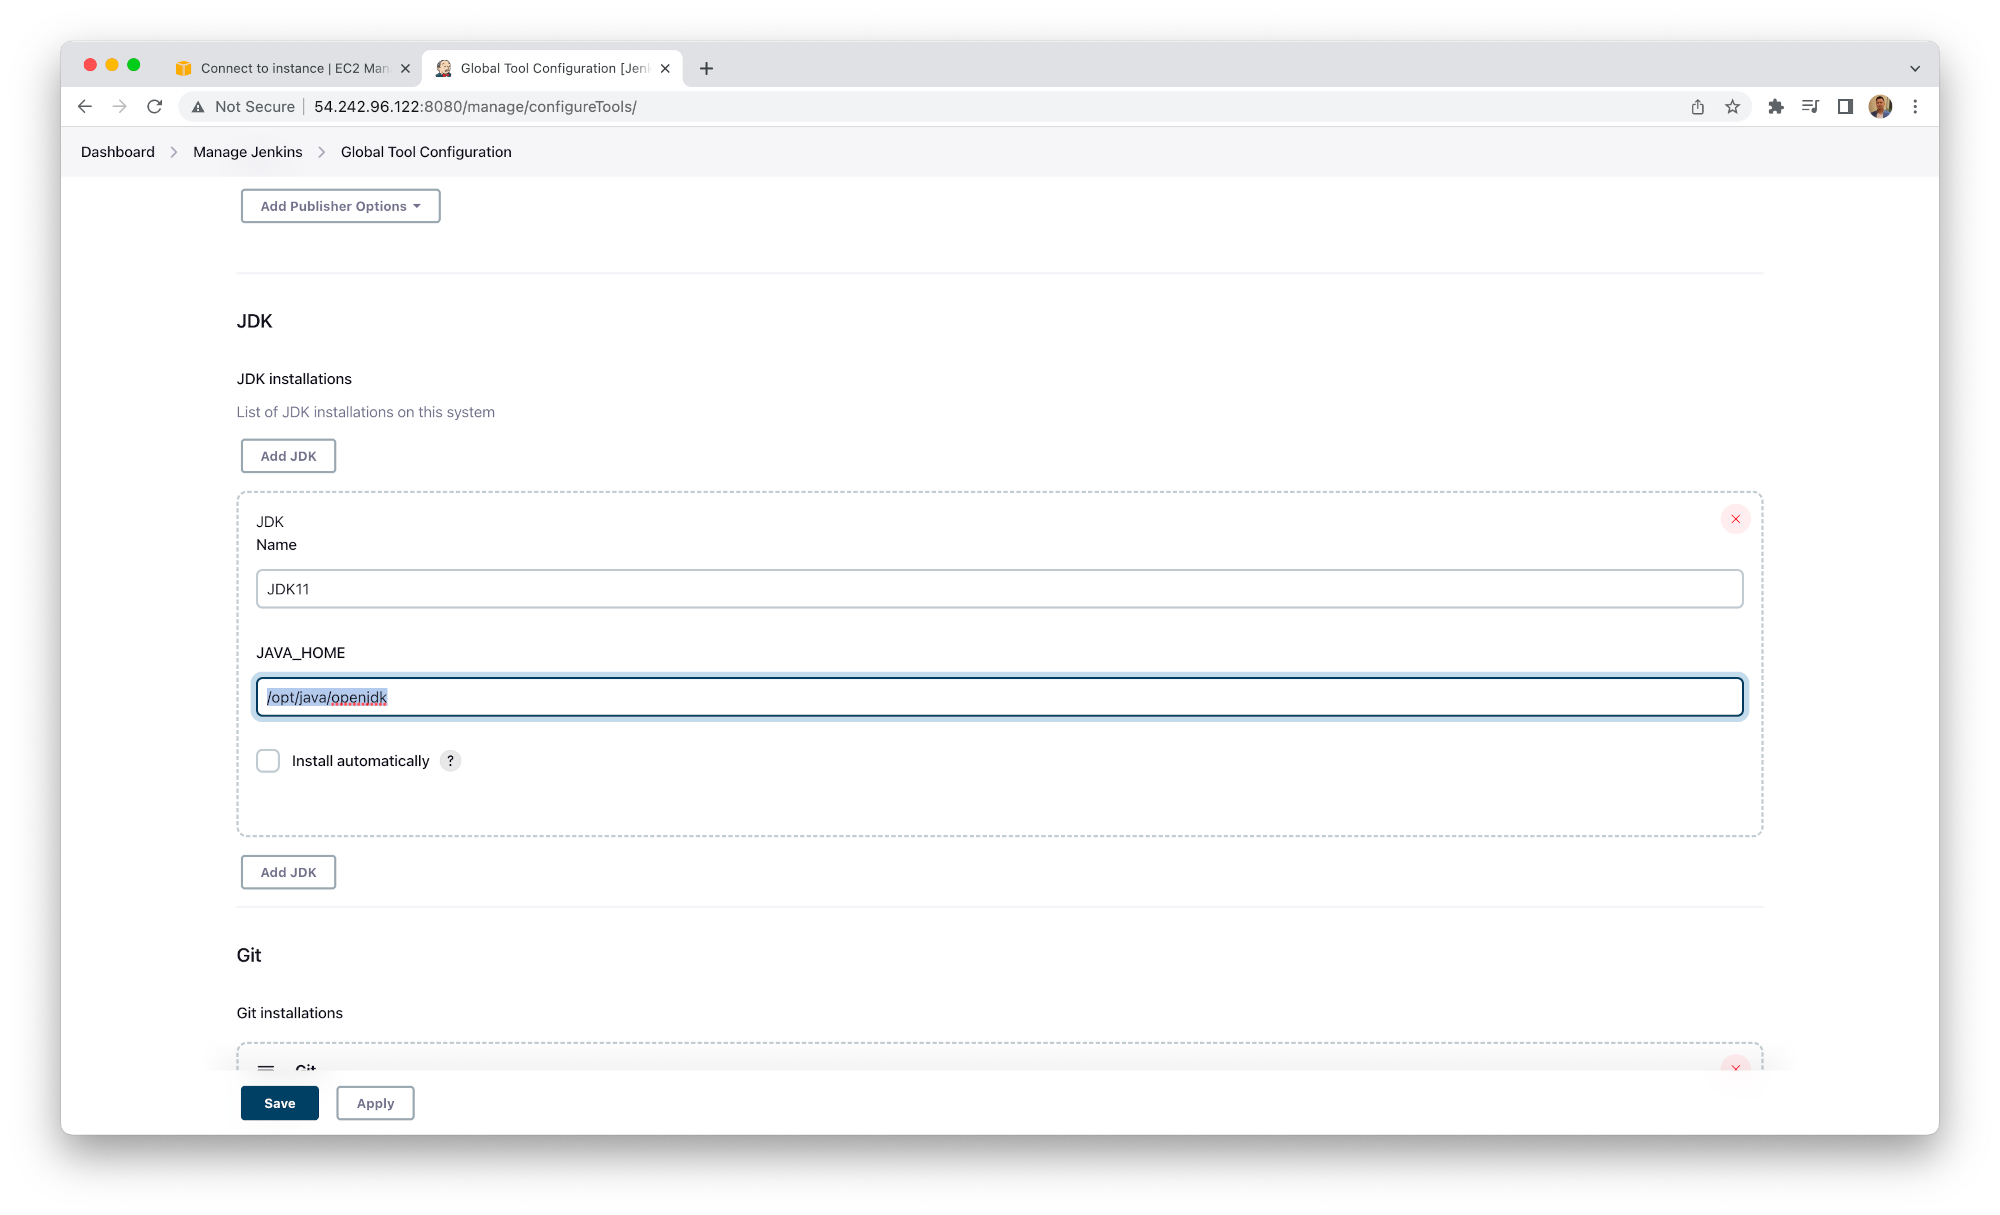 Connect to instance | EC2 Man
Global Tool Configuration [Jenk
Not Secure
54.242.96.122:8080/manage/configureTools/
Dashboard
Manage Jenkins
Global Tool Configuration
Add Publisher Options
JDK
JDK installations
List of JDK installations on this system
Add JDK
JDK
Name
JDK11
JAVA_HOME
/opt/java/openjdk
Install automatically ?
Add JDK
Git
Git installations
Git
Save
Apply